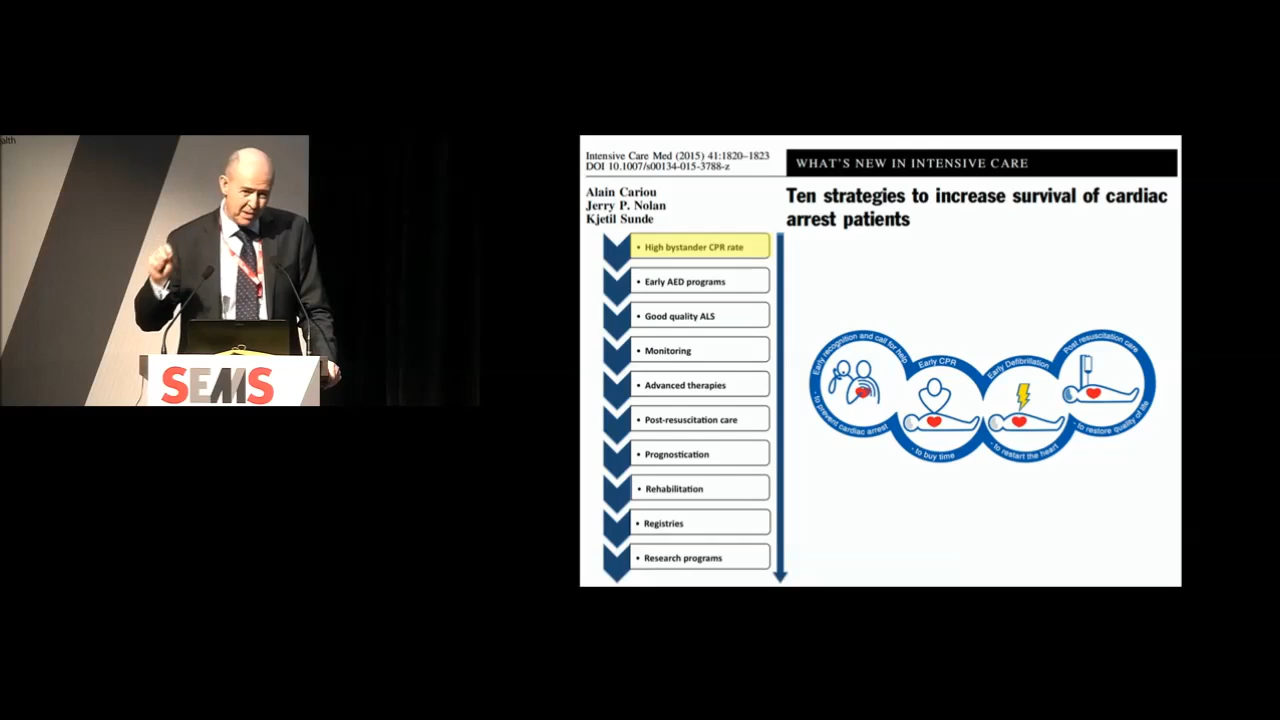 alth
SEMS
Intensive Care Med (2015) 41:1820–1823
DOI 10.1007/s00134-015-3788-z
WHAT'S NEW IN INTENSIVE CARE
Alain Cariou
Jerry P. Nolan
Kjetil Sunde
Ten strategies to increase survival of cardiac
arrest patients
• High bystander CPR rate
• Early AED programs
• Good quality ALS
• Monitoring
• Advanced therapies
• Post-resuscitation care
• Prognostication
• Rehabilitation
• Registries
• Research programs
Early recognition and call for help
- to prevent cardiac arrest
Early CPR
- to buy time
Early Defibrillation
- to restart the heart
Post resuscitation care
- to restore quality of life